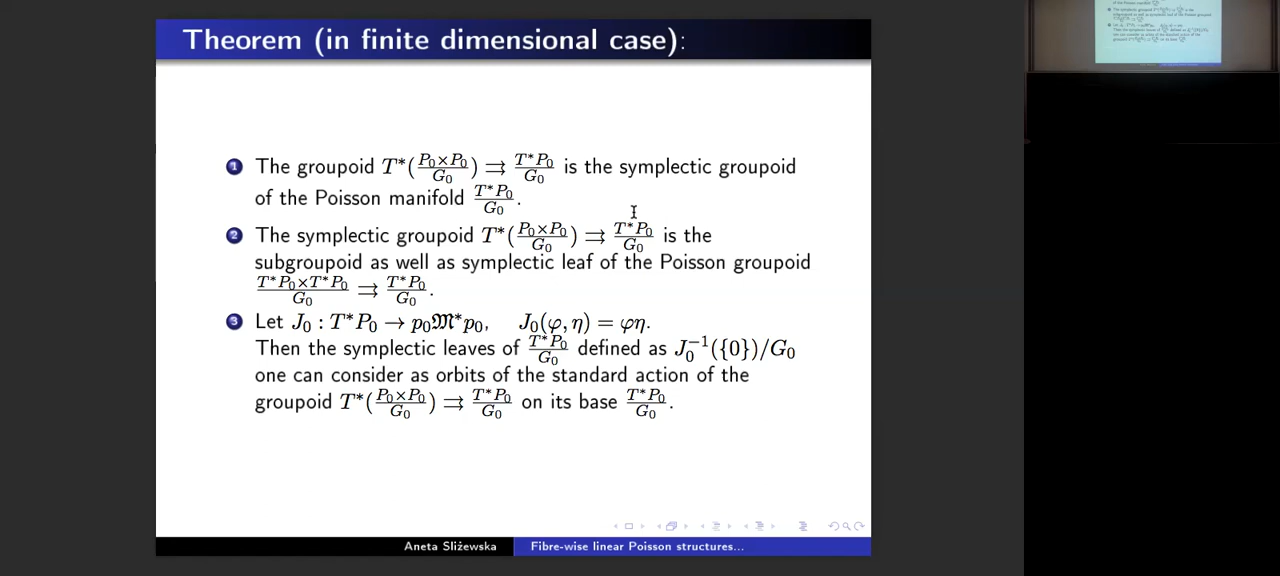 Theorem (in finite dimensional case):
1 The groupoid T*(P₀×P₀/G₀) ⇉ T*P₀/G₀ is the symplectic groupoid
of the Poisson manifold T*P₀/G₀.
2 The symplectic groupoid T*(P₀×P₀/G₀) ⇉ T*P₀/G₀ is the
subgroupoid as well as symplectic leaf of the Poisson groupoid
T*P₀×T*P₀/G₀ ⇉ T*P₀/G₀.
3 Let J₀ : T*P₀ → p₀𝔐*p₀, J₀(φ, η) = φη.
Then the symplectic leaves of T*P₀/G₀ defined as J₀⁻¹({0})/G₀
one can consider as orbits of the standard action of the
groupoid T*(P₀×P₀/G₀) ⇉ T*P₀/G₀ on its base T*P₀/G₀.
Aneta Sliżewska Fibre-wise linear Poisson structures...